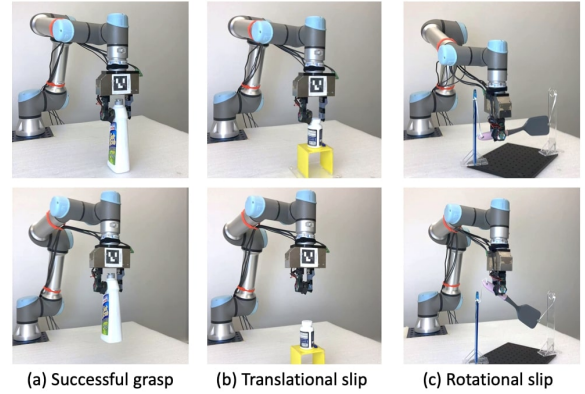 (a) Successful grasp
(b) Translational slip
(c) Rotational slip